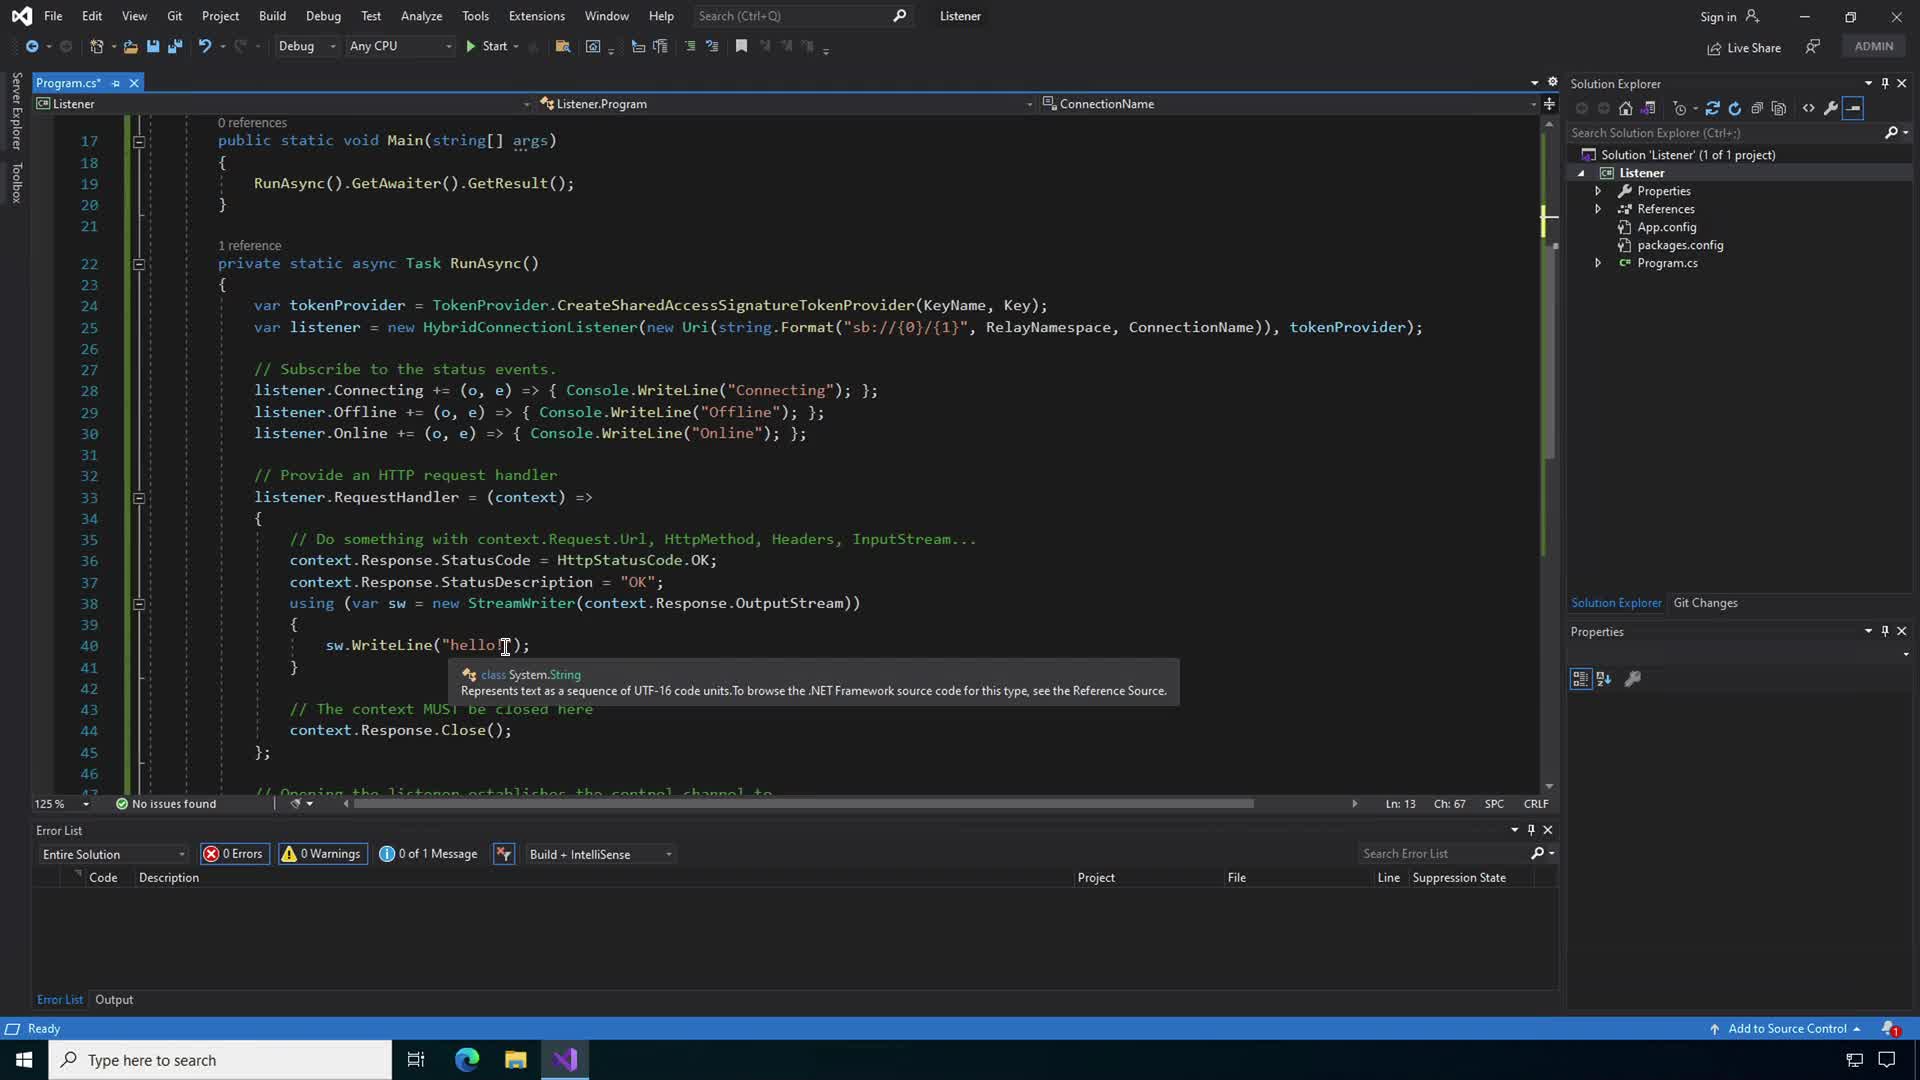 File Edit View Git Project Build Debug Test Analyze Tools Extensions Window Help Search (Ctrl+Q) Listener Sign in
Debug Any CPU Start Live Share ADMIN
Server Explorer
Toolbox
Program.cs*
Listener Listener.Program ConnectionName
0 references
17 public static void Main(string[] args)
18 {
19 RunAsync().GetAwaiter().GetResult();
20 }
21
1 reference
22 private static async Task RunAsync()
23 {
24 var tokenProvider = TokenProvider.CreateSharedAccessSignatureTokenProvider(KeyName, Key);
25 var listener = new HybridConnectionListener(new Uri(string.Format("sb://{0}/{1}", RelayNamespace, ConnectionName)), tokenProvider);
26
27 // Subscribe to the status events.
28 listener.Connecting += (o, e) => { Console.WriteLine("Connecting"); };
29 listener.Offline += (o, e) => { Console.WriteLine("Offline"); };
30 listener.Online += (o, e) => { Console.WriteLine("Online"); };
31
32 // Provide an HTTP request handler
33 listener.RequestHandler = (context) =>
34 {
35 // Do something with context.Request.Url, HttpMethod, Headers, InputStream...
36 context.Response.StatusCode = HttpStatusCode.OK;
37 context.Response.StatusDescription = "OK";
38 using (var sw = new StreamWriter(context.Response.OutputStream))
39 {
40 sw.WriteLine("hello!");
41 }
class System.String
Represents text as a sequence of UTF-16 code units.To browse the .NET Framework source code for this type, see the Reference Source.
42
43 // The context MUST be closed here
44 context.Response.Close();
45 };
46
47 // Opening the listener establishes the control channel to
125 % No issues found Ln: 13 Ch: 67 SPC CRLF
Error List
Entire Solution 0 Errors 0 Warnings 0 of 1 Message Build + IntelliSense Search Error List
Code Description Project File Line Suppression State
Error List Output
Solution Explorer
Search Solution Explorer (Ctrl+;)
Solution 'Listener' (1 of 1 project)
Listener
Properties
References
App.config
packages.config
C# Program.cs
Solution Explorer Git Changes
Properties
Ready Add to Source Control 1
Type here to search